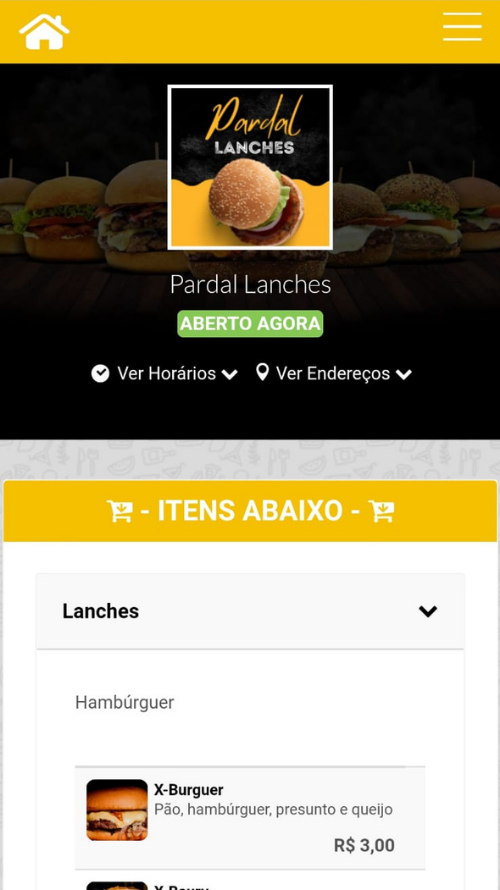 Pardal
LANCHES
Pardal Lanches
ABERTO AGORA
Ver Horários
Ver Endereços
- ITENS ABAIXO -
Lanches
Hambúrguer
X-Burguer
Pão, hambúrguer, presunto e queijo
R$ 3,00